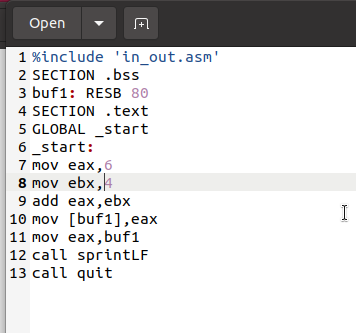 Open
1 %include 'in_out.asm'
2 SECTION .bss
3 buf1: RESB 80
4 SECTION .text
5 GLOBAL _start
6 _start:
7 mov eax,6
8 mov ebx,4
9 add eax,ebx
10 mov [buf1],eax
11 mov eax,buf1
12 call sprintLF
13 call quit